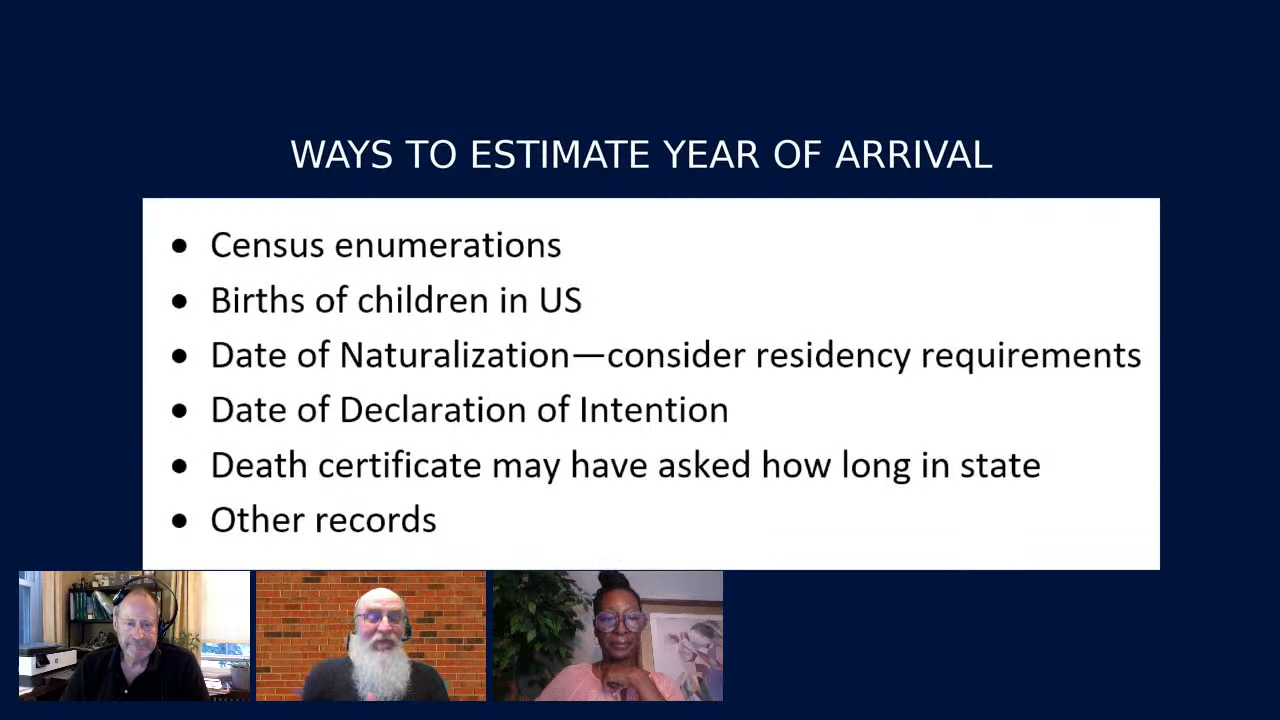 WAYS TO ESTIMATE YEAR OF ARRIVAL
• Census enumerations
• Births of children in US
• Date of Naturalization—consider residency requirements
• Date of Declaration of Intention
• Death certificate may have asked how long in state
• Other records